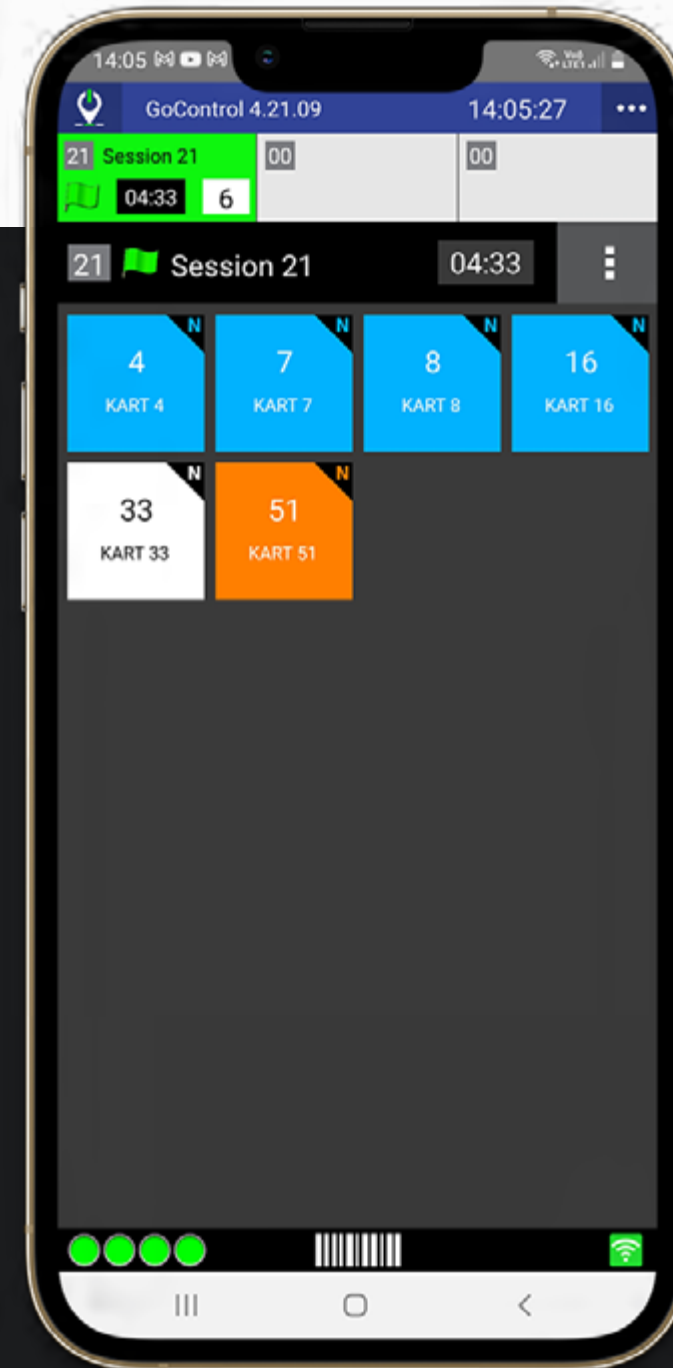 14:05
GoControl 4.21.09 14:05:27
21 Session 21 00 00
04:33 6
21 Session 21 04:33
N N N N
4 7 8 16
KART 4 KART 7 KART 8 KART 16
N N
33 51
KART 33 KART 51